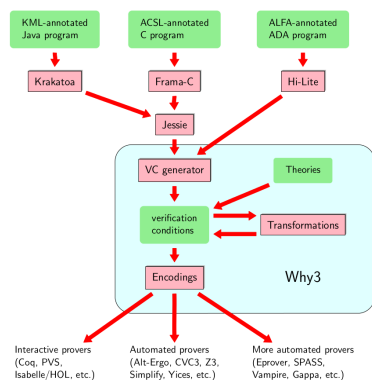 KML-annotated
Java program
ACSL-annotated
C program
ALFA-annotated
ADA program
Krakatoa
Frama-C
Hi-Lite
Jessie
VC generator
Theories
verification
conditions
Transformations
Encodings
Why3
Interactive provers
(Coq, PVS,
Isabelle/HOL, etc.)
Automated provers
(Alt-Ergo, CVC3, Z3,
Simplify, Yices, etc.)
More automated provers
(Eprover, SPASS,
Vampire, Gappa, etc.)